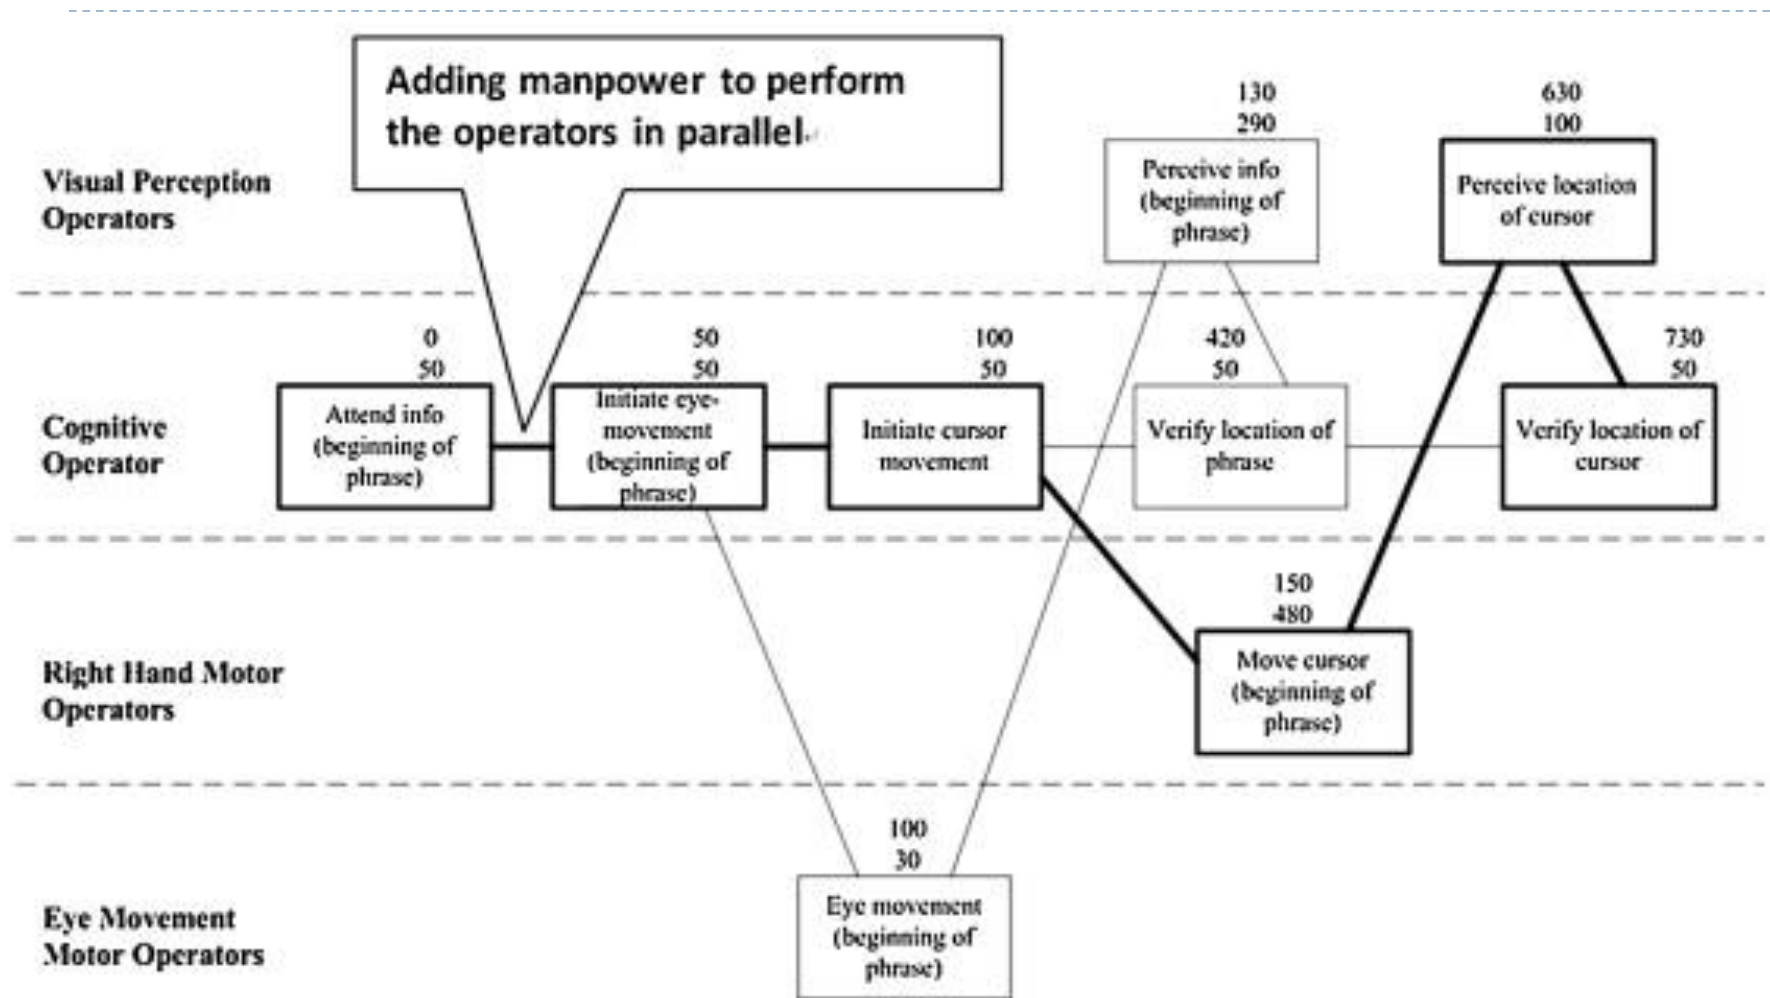 Adding manpower to perform
the operators in parallel
130
290
630
100
Visual Perception
Operators
Perceive info
(beginning of
phrase)
Perceive location
of cursor
0
50
50
50
100
50
420
50
730
50
Cognitive
Operator
Attend info
(beginning of
phrase)
Initiate eye-
movement
(beginning of
phrase)
Initiate cursor
movement
Verify location of
phrase
Verify location of
cursor
150
480
Right Hand Motor
Operators
Move cursor
(beginning of
phrase)
100
30
Eye Movement
Motor Operators
Eye movement
(beginning of
phrase)